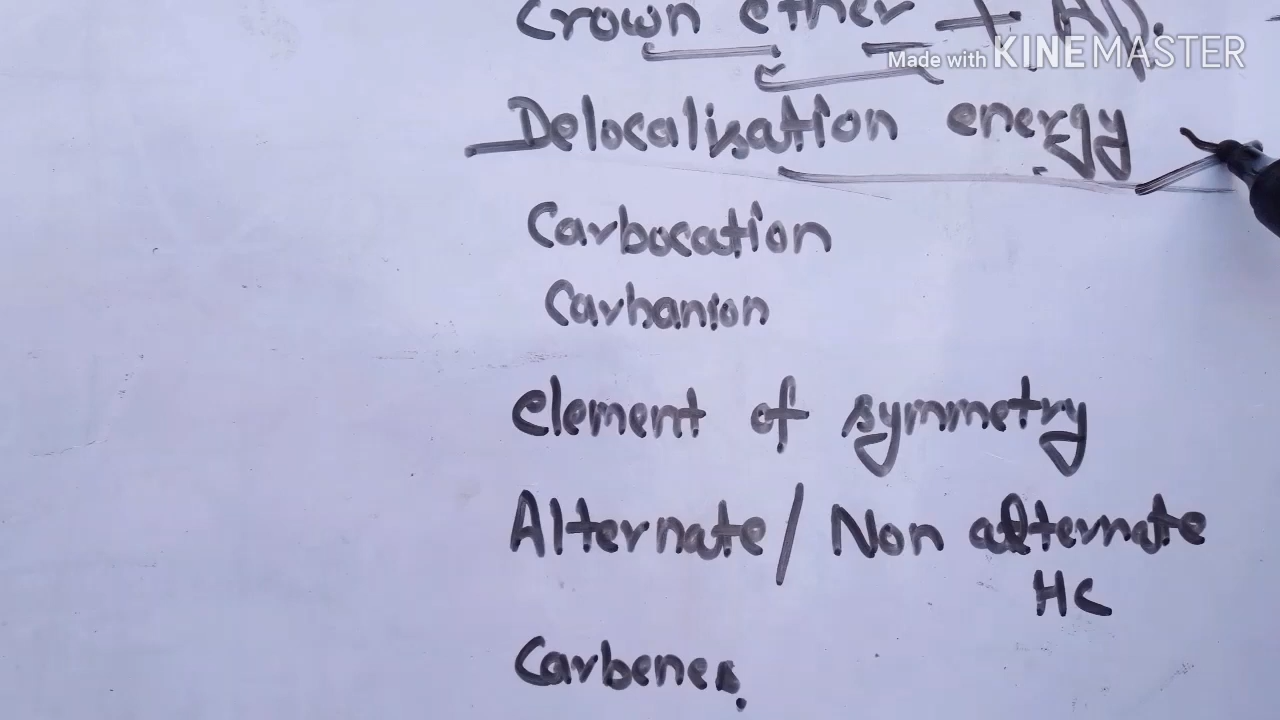 Crown ether +
Made with KINEMASTER
Delocalisation energy
Carbocation
Carbanion
element of symmetry
Alternate / Non alternate
HC
Carbenes